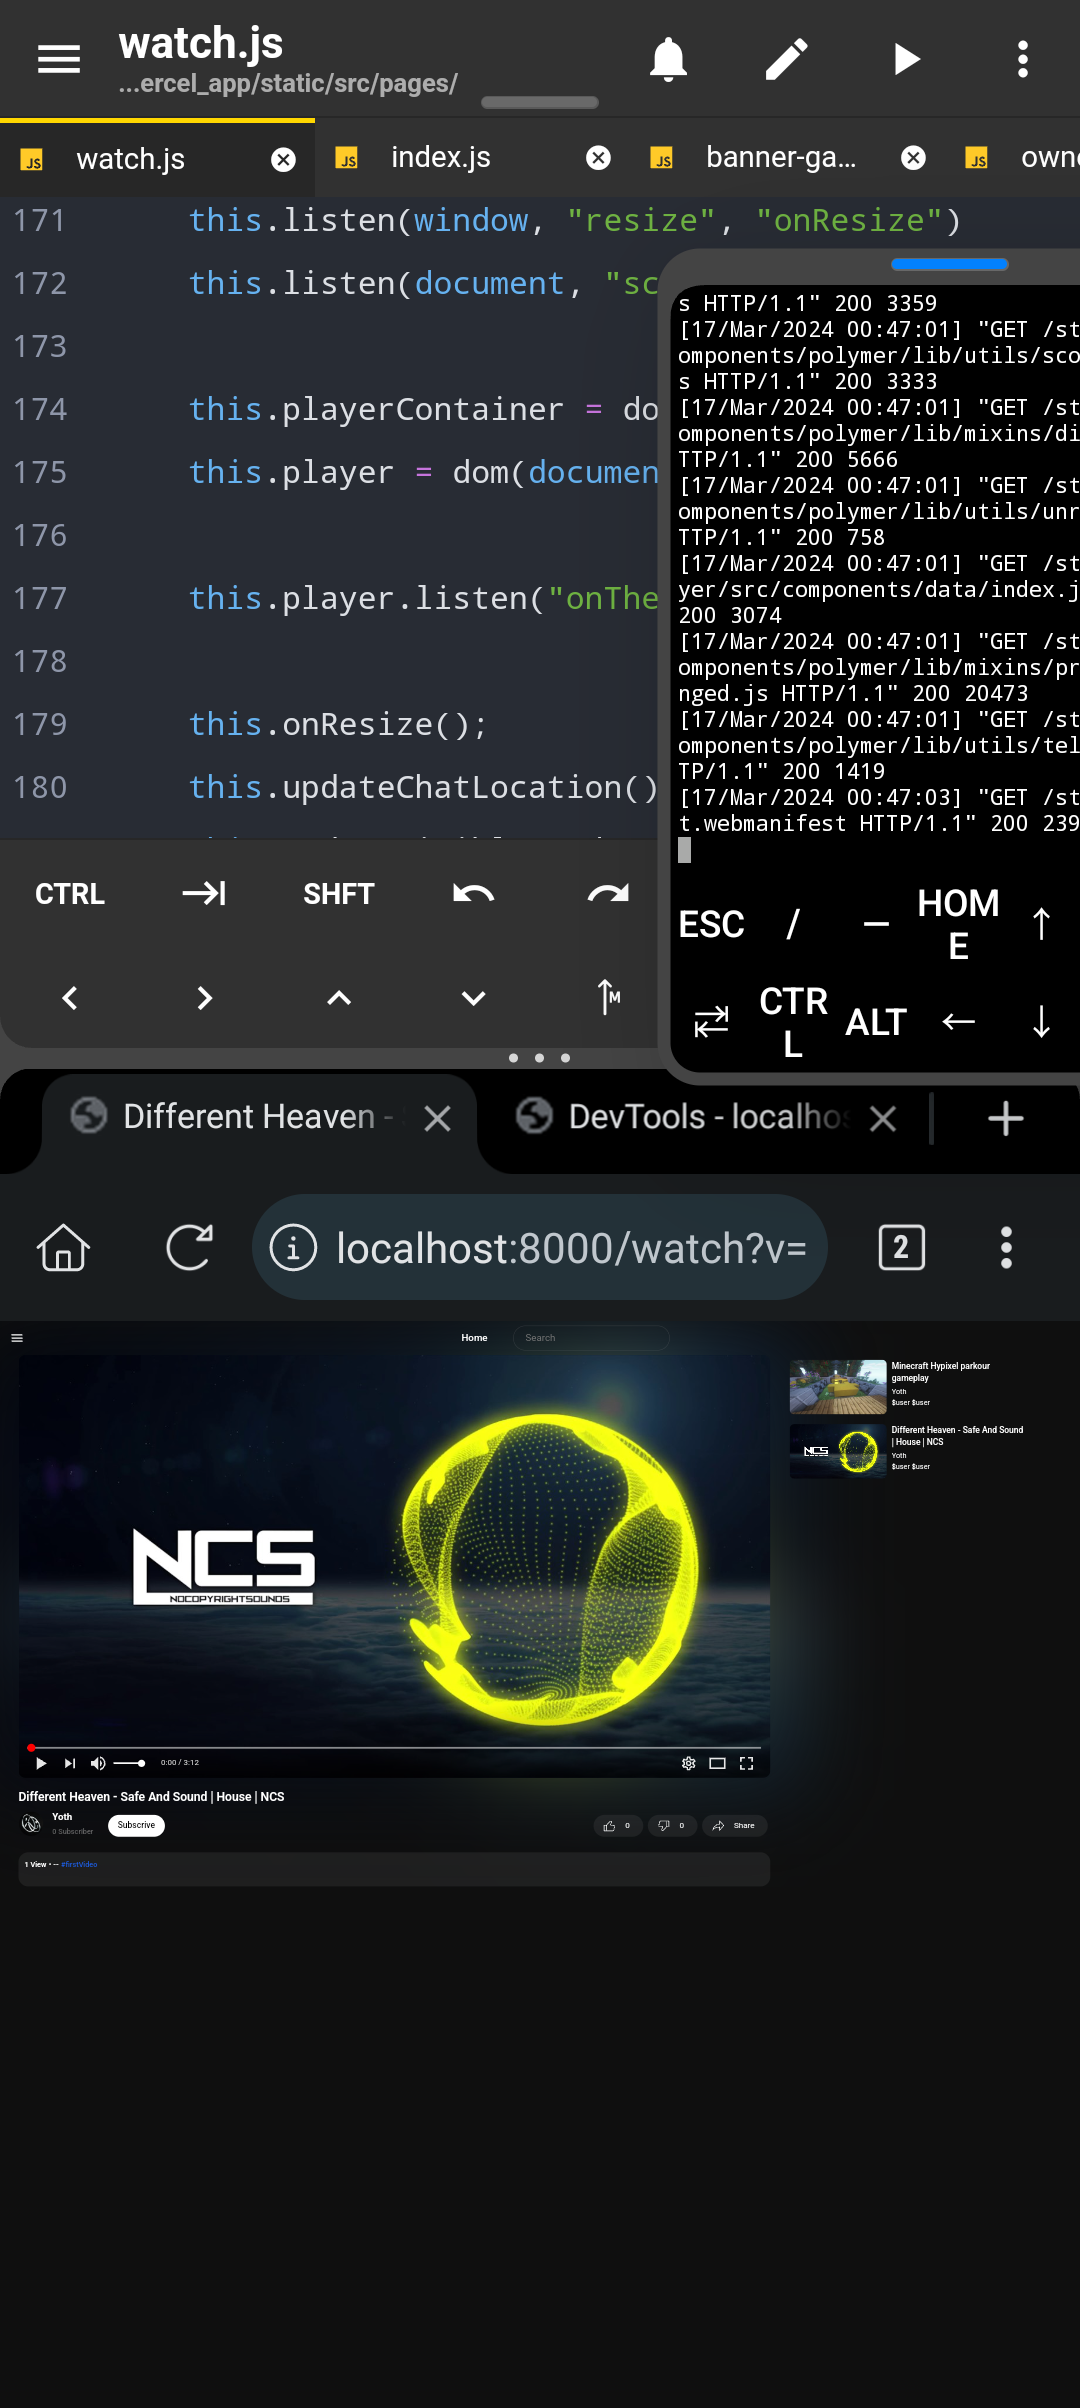 watch.js
...ercel_app/static/src/pages/
watch.js
index.js
banner-ga...
171 this.listen(window, "resize", "onResize")
172 this.listen(document, "sc
173
174 this.playerContainer = do
175 this.player = dom(documen
176
177 this.player.listen("onThe
178
179 this.onResize();
180 this.updateChatLocation()
s HTTP/1.1" 200 3359
[17/Mar/2024 00:47:01] "GET /st
omponents/polymer/lib/utils/sco
s HTTP/1.1" 200 3333
[17/Mar/2024 00:47:01] "GET /st
omponents/polymer/lib/mixins/di
TTP/1.1" 200 5666
[17/Mar/2024 00:47:01] "GET /st
omponents/polymer/lib/utils/unr
TTP/1.1" 200 758
[17/Mar/2024 00:47:01] "GET /st
yer/src/components/data/index.j
200 3074
[17/Mar/2024 00:47:01] "GET /st
omponents/polymer/lib/mixins/pr
nged.js HTTP/1.1" 200 20473
[17/Mar/2024 00:47:01] "GET /st
omponents/polymer/lib/utils/tel
TP/1.1" 200 1419
[17/Mar/2024 00:47:03] "GET /st
t.webmanifest HTTP/1.1" 200 239
CTRL SHFT
ESC / — HOME ↑
CTRL ALT ← ↓
Different Heaven -
DevTools - localhos
localhost:8000/watch?v=
2
Home
Search
NCS
NOCOPYRIGHTSOUNDS
0:00 / 3:12
Different Heaven - Safe And Sound | House | NCS
Yoth
0 Subscriber
Subscrive
0
0
Share
1 View • -- #firstVideo
Minecraft Hypixel parkour
gameplay
Yoth
$user $user
NCS
Different Heaven - Safe And Sound
| House | NCS
Yoth
$user $user